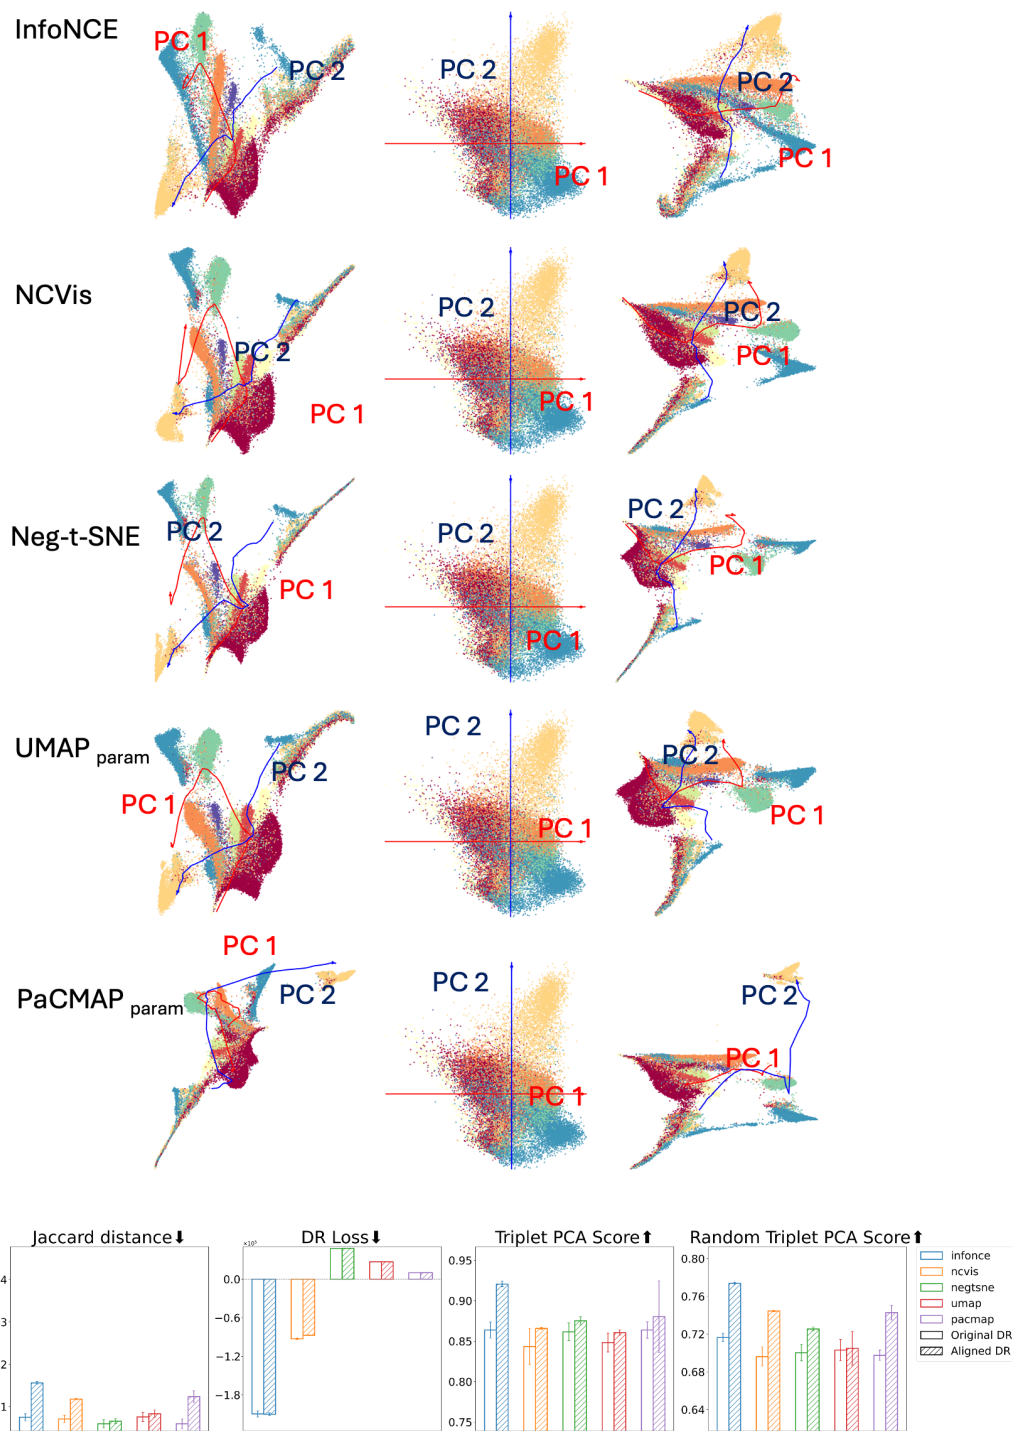 InfoNCE
PC 1
PC 2
PC 2
PC 1
PC 2
PC 1
NCVis
PC 2
PC 1
PC 2
PC 1
PC 2
PC 1
Neg-t-SNE
PC 2
PC 1
PC 2
PC 1
PC 2
PC 1
UMAP param
PC 1
PC 2
PC 2
PC 1
PC 2
PC 1
PaCMAP param
PC 1
PC 2
PC 2
PC 1
PC 2
PC 1
Jaccard distance⬇
4
3
2
1
DR Loss⬇
×10⁵
0.0
−0.6
−1.2
−1.8
Triplet PCA Score⬆
0.95
0.90
0.85
0.80
0.75
Random Triplet PCA Score⬆
0.80
0.76
0.72
0.68
0.64
infonce
ncvis
negtsne
umap
pacmap
Original DR
Aligned DR